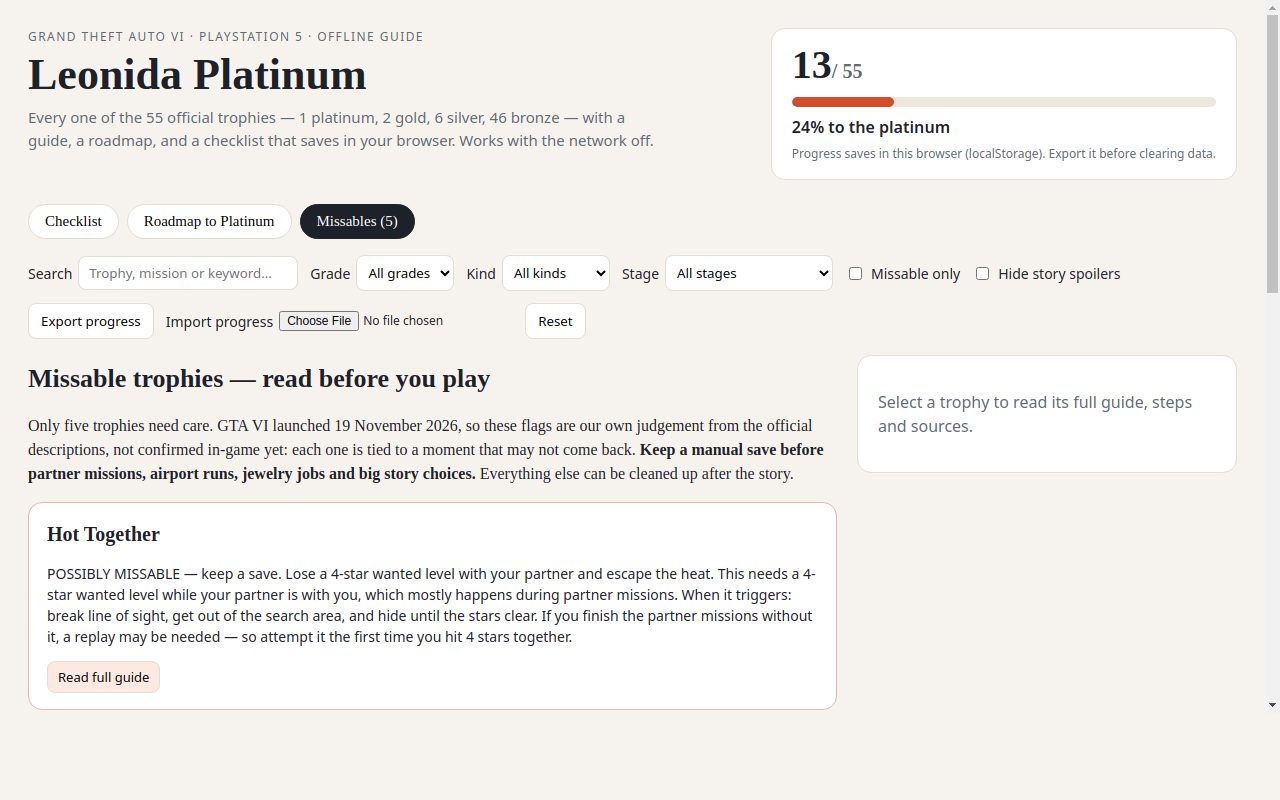 GRAND THEFT AUTO VI · PLAYSTATION 5 · OFFLINE GUIDE
Leonida Platinum
Every one of the 55 official trophies — 1 platinum, 2 gold, 6 silver, 46 bronze — with a
guide, a roadmap, and a checklist that saves in your browser. Works with the network off.
13/ 55
24% to the platinum
Progress saves in this browser (localStorage). Export it before clearing data.
Checklist
Roadmap to Platinum
Missables (5)
Search
Trophy, mission or keyword...
Grade
All grades
Kind
All kinds
Stage
All stages
Missable only
Hide story spoilers
Export progress
Import progress
Choose File
No file chosen
Reset
Missable trophies — read before you play
Only five trophies need care. GTA VI launched 19 November 2026, so these flags are our own judgement from the official
descriptions, not confirmed in-game yet: each one is tied to a moment that may not come back. Keep a manual save before
partner missions, airport runs, jewelry jobs and big story choices. Everything else can be cleaned up after the story.
Select a trophy to read its full guide, steps
and sources.
Hot Together
POSSIBLY MISSABLE — keep a save. Lose a 4-star wanted level with your partner and escape the heat. This needs a 4-
star wanted level while your partner is with you, which mostly happens during partner missions. When it triggers:
break line of sight, get out of the search area, and hide until the stars clear. If you finish the partner missions without
it, a replay may be needed — so attempt it the first time you hit 4 stars together.
Read full guide